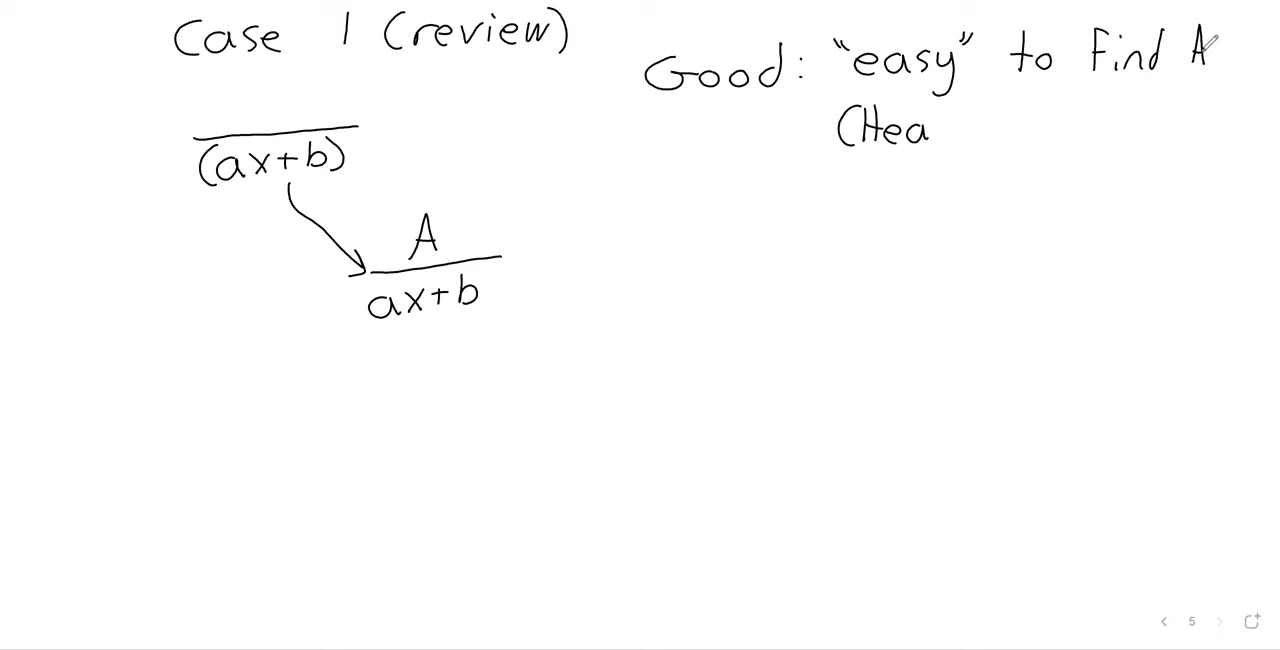 Case 1 (review)
Good: "easy" to find A
(Hea
(ax+b)
A
ax+b
5